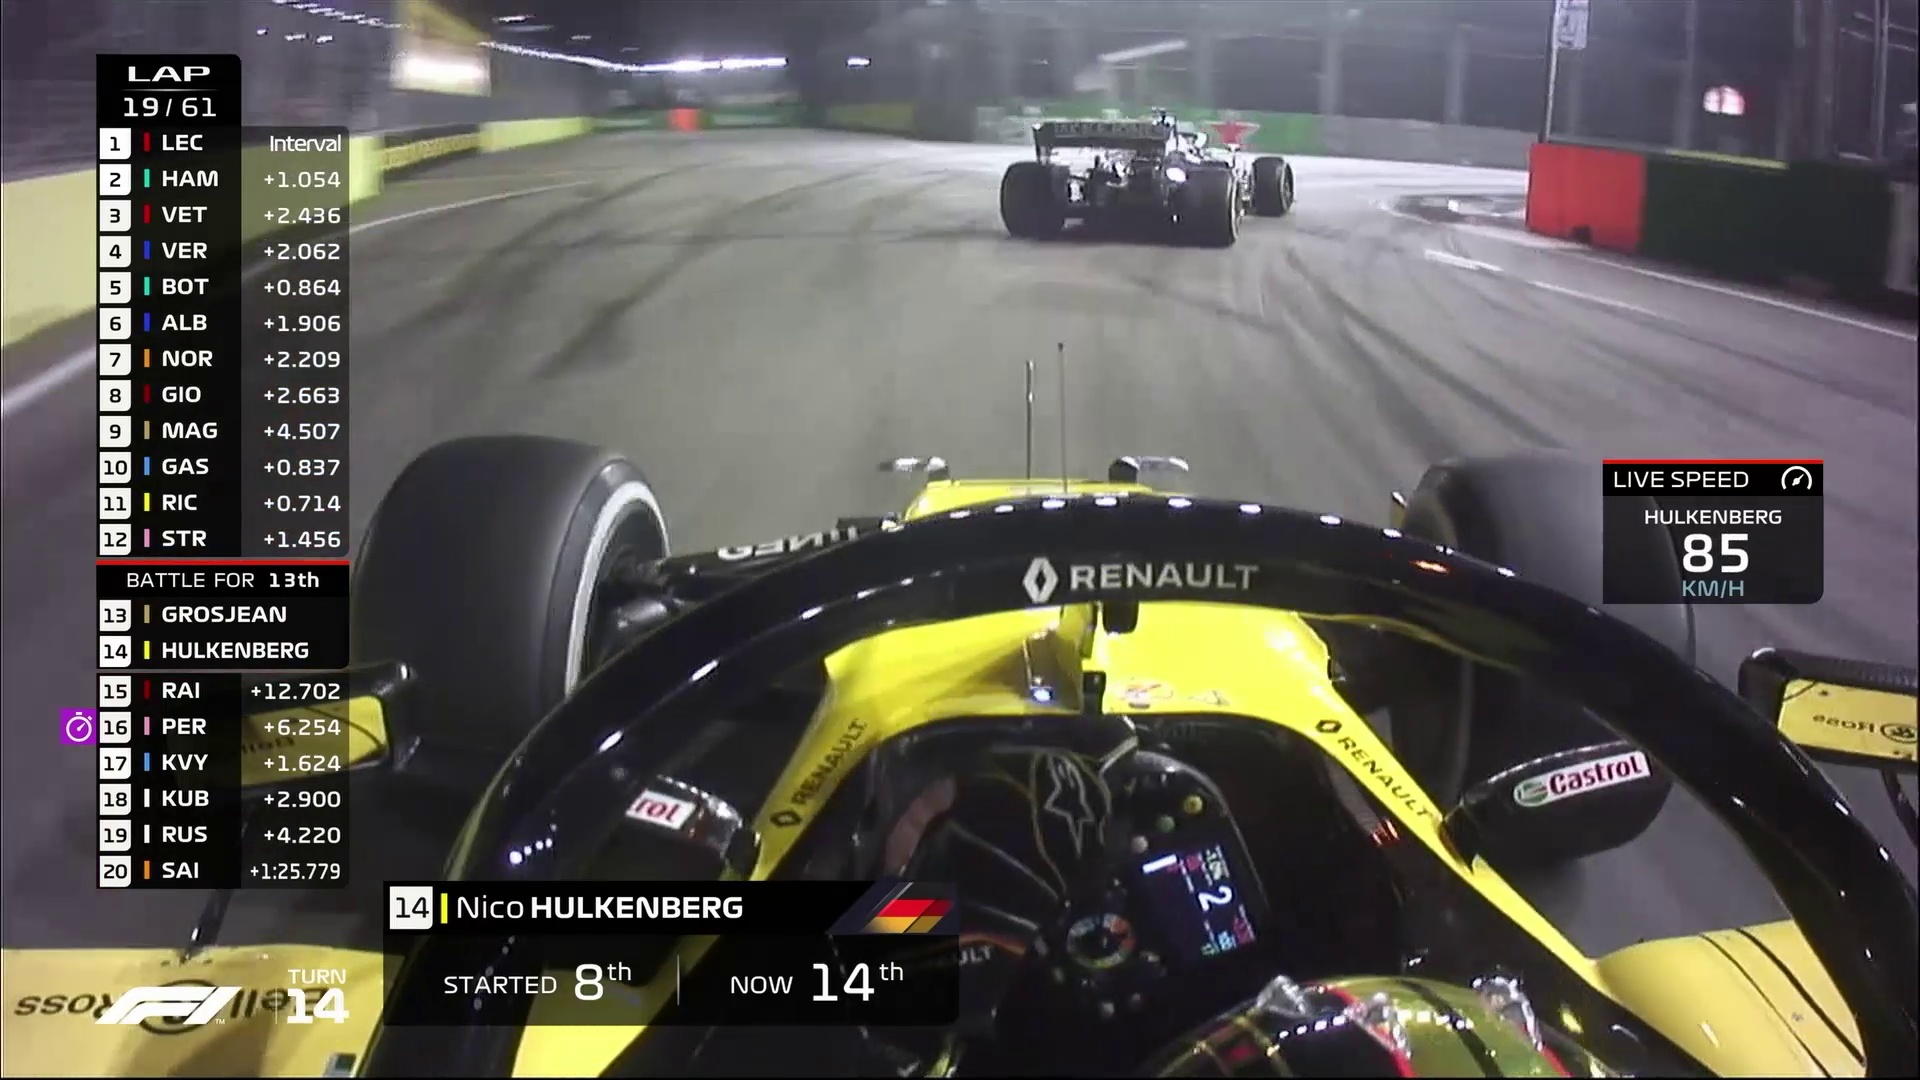 LAP
19/61
1 LEC Interval
2 HAM +1.054
3 VET +2.436
4 VER +2.062
5 BOT +0.864
6 ALB +1.906
7 NOR +2.209
8 GIO +2.663
9 MAG +4.507
10 GAS +0.837
11 RIC +0.714
12 STR +1.456
BATTLE FOR 13th
13 GROSJEAN
14 HULKENBERG
15 RAI +12.702
16 PER +6.254
17 KVY +1.624
18 KUB +2.900
19 RUS +4.220
20 SAI +1:25.779
LIVE SPEED
HULKENBERG
85
KM/H
RENAULT
RENAULT
RENAULT
rol
Castrol
2
14 Nico HULKENBERG
STARTED 8th NOW 14th
F1
TURN
14
Bell Ross